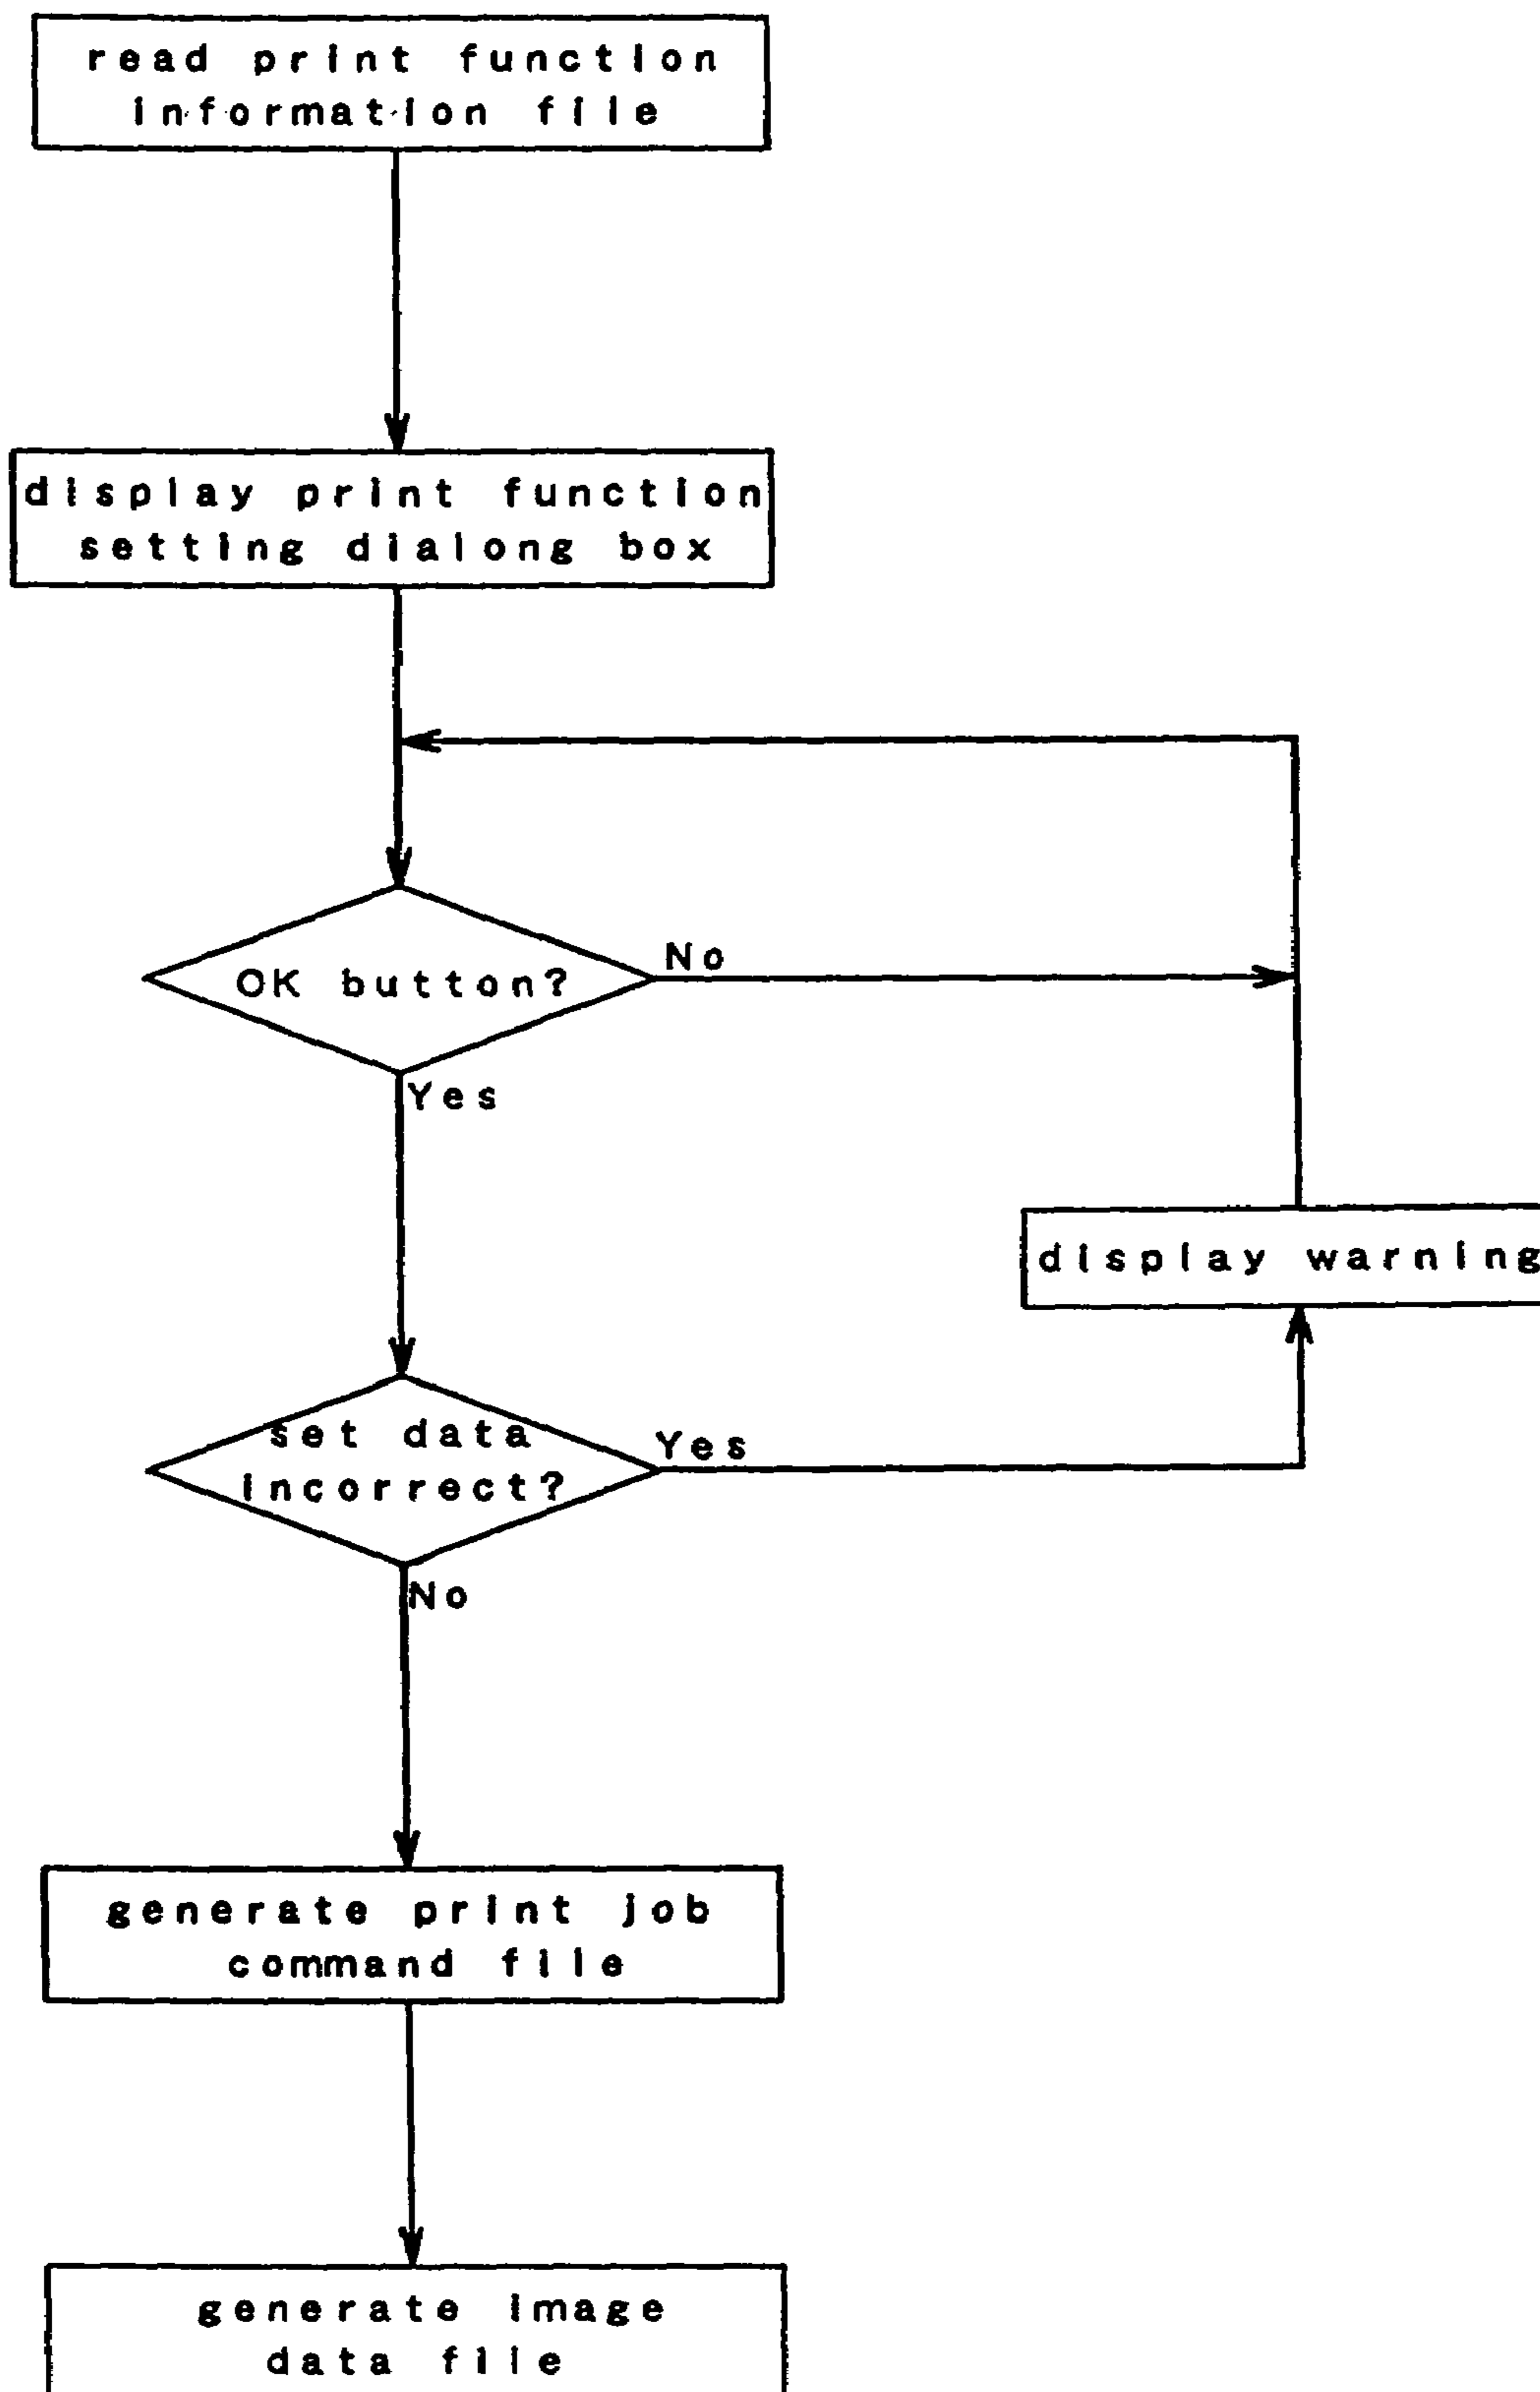 read print function
information file
display print function
setting dialong box
OK button?
No
Yes
display warning
set data
incorrect?
Yes
No
generate print job
command file
generate image
data file